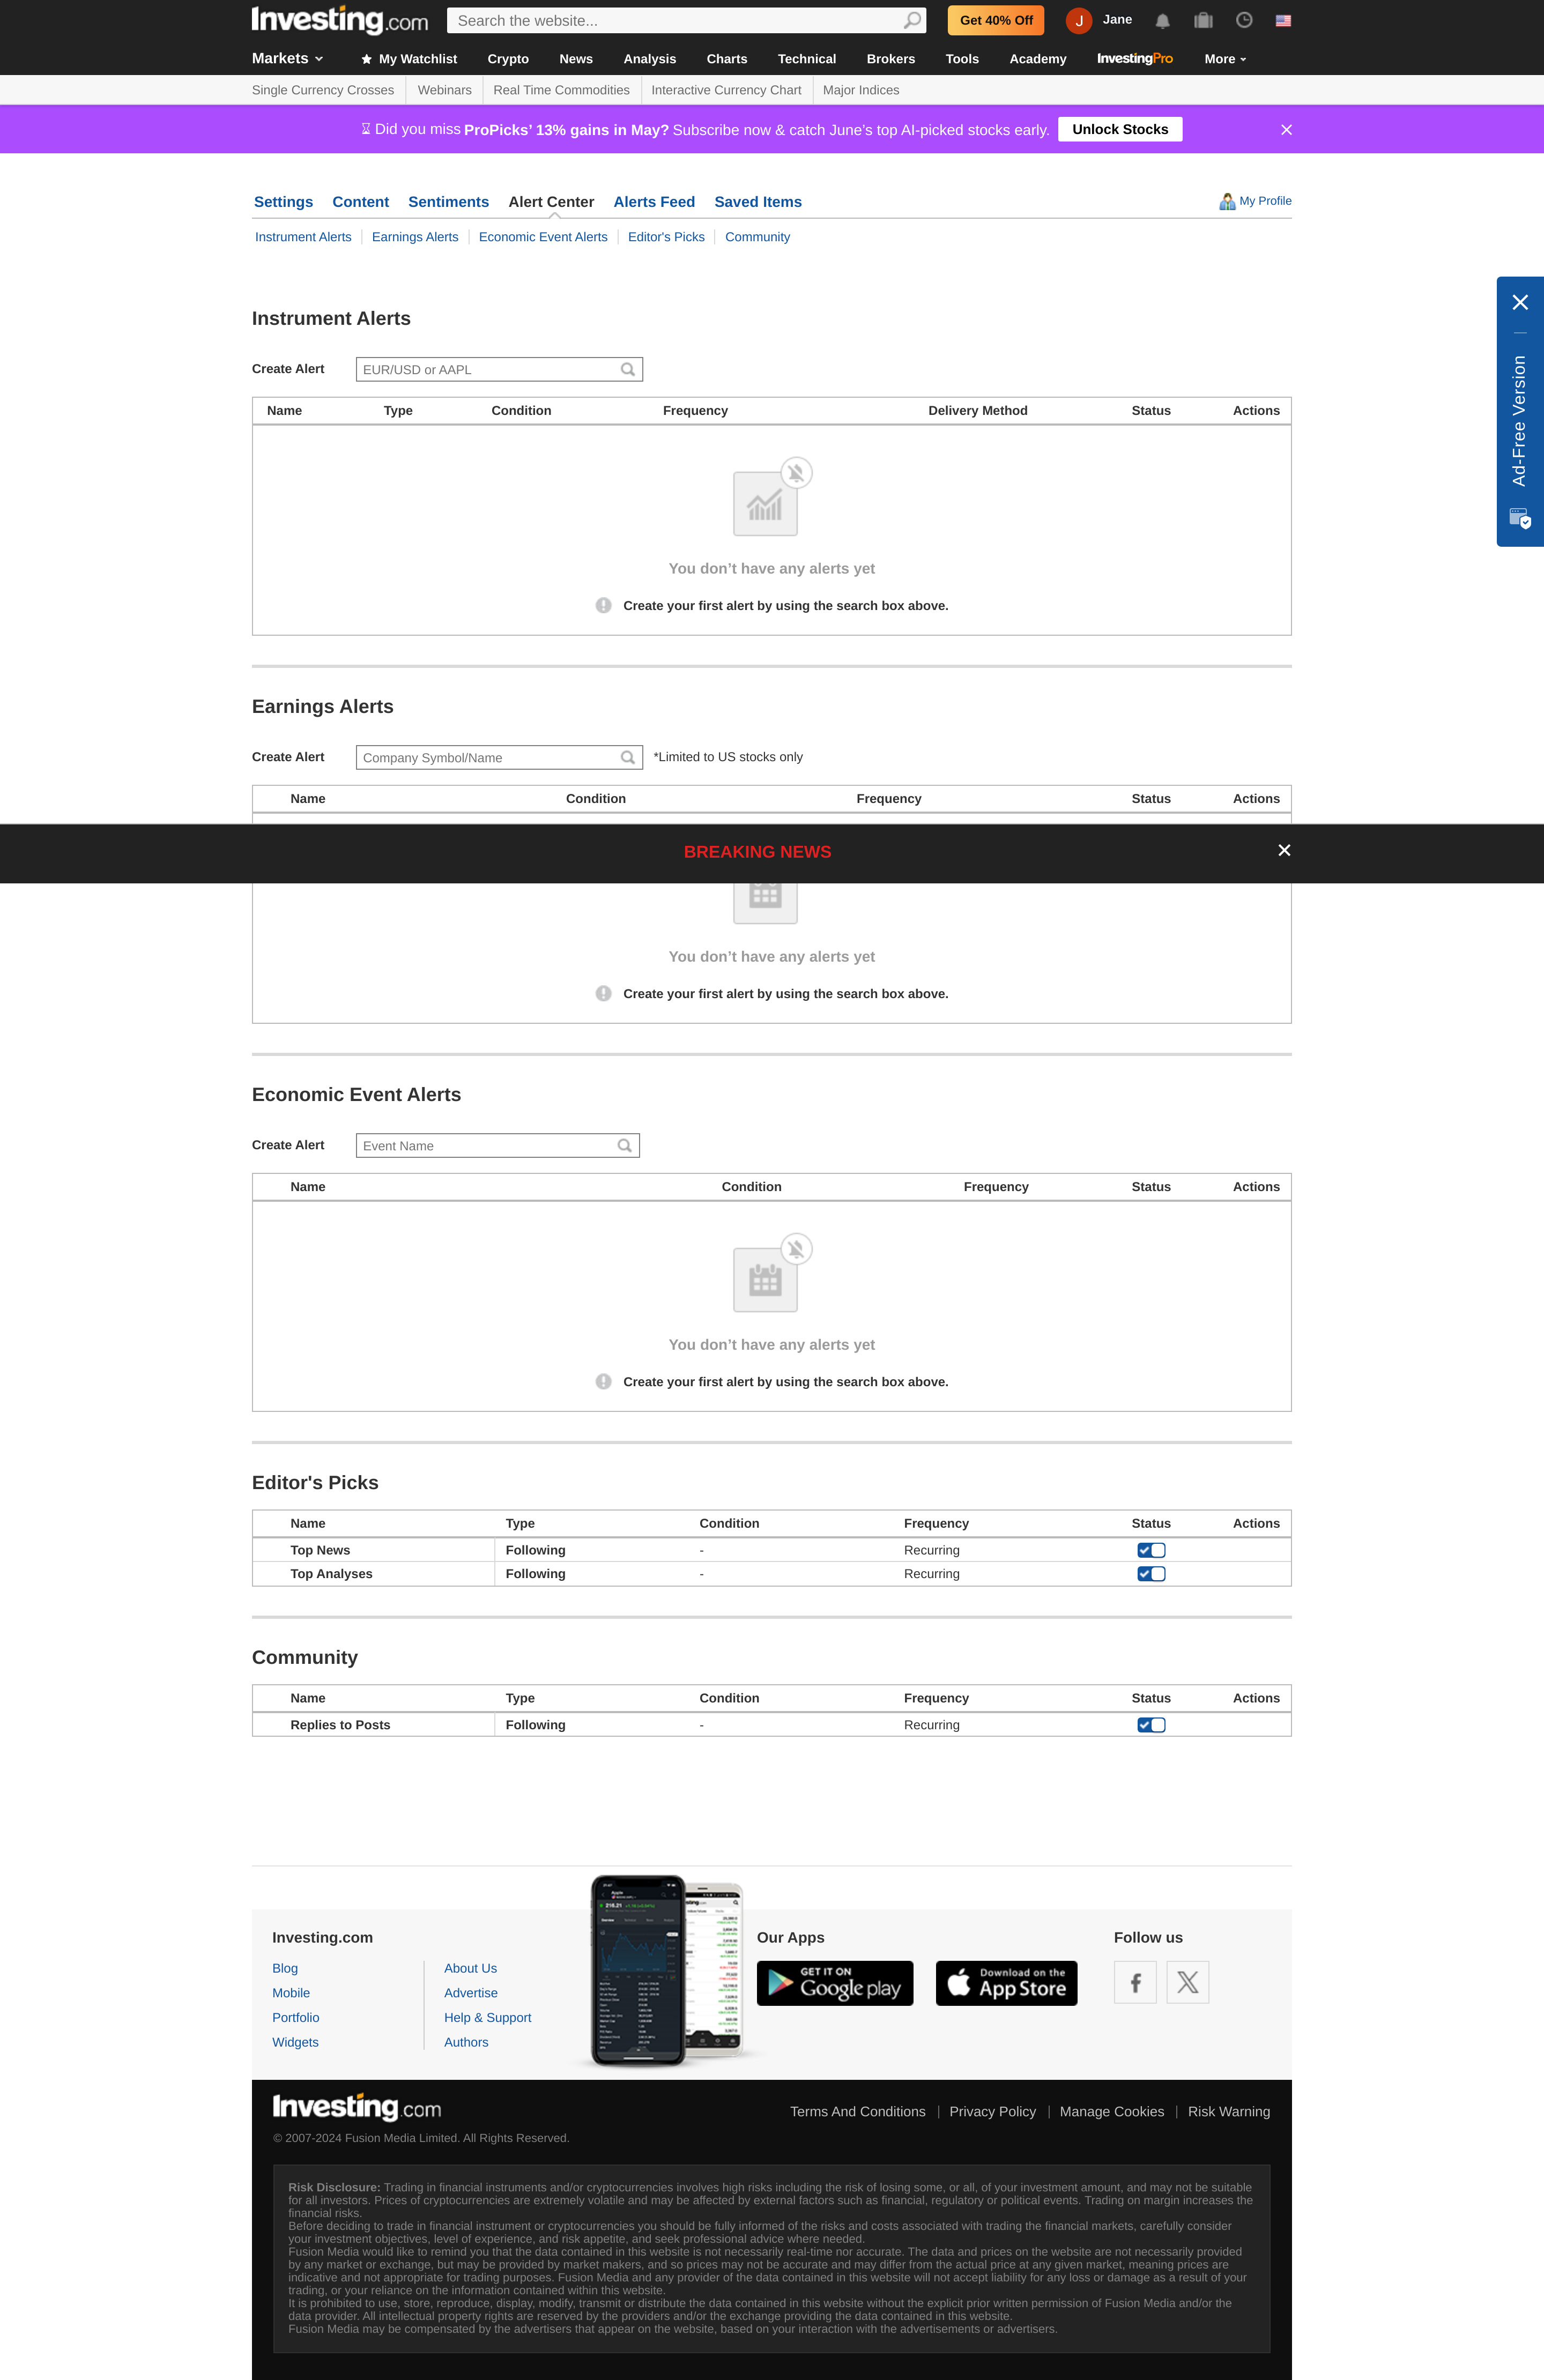 Investing.com
Search the website...
Get 40% Off
J
Jane
Markets
My Watchlist
Crypto
News
Analysis
Charts
Technical
Brokers
Tools
Academy
InvestingPro
More
Single Currency Crosses
Webinars
Real Time Commodities
Interactive Currency Chart
Major Indices
Did you miss ProPicks’ 13% gains in May? Subscribe now & catch June’s top AI-picked stocks early.
Unlock Stocks
Settings
Content
Sentiments
Alert Center
Alerts Feed
Saved Items
My Profile
Instrument Alerts
Earnings Alerts
Economic Event Alerts
Editor's Picks
Community
Ad-Free Version
Instrument Alerts
Create Alert
EUR/USD or AAPL
Name Type Condition Frequency Delivery Method Status Actions
You don’t have any alerts yet
Create your first alert by using the search box above.
Earnings Alerts
Create Alert
Company Symbol/Name
*Limited to US stocks only
Name Condition Frequency Status Actions
BREAKING NEWS
You don’t have any alerts yet
Create your first alert by using the search box above.
Economic Event Alerts
Create Alert
Event Name
Name Condition Frequency Status Actions
You don’t have any alerts yet
Create your first alert by using the search box above.
Editor's Picks
Name Type Condition Frequency Status Actions
Top News Following - Recurring
Top Analyses Following - Recurring
Community
Name Type Condition Frequency Status Actions
Replies to Posts Following - Recurring
Investing.com
Blog
Mobile
Portfolio
Widgets
About Us
Advertise
Help & Support
Authors
Our Apps
GET IT ON
Google play
Download on the
App Store
Follow us
Investing.com
Terms And Conditions
Privacy Policy
Manage Cookies
Risk Warning
© 2007-2024 Fusion Media Limited. All Rights Reserved.
Risk Disclosure: Trading in financial instruments and/or cryptocurrencies involves high risks including the risk of losing some, or all, of your investment amount, and may not be suitable
for all investors. Prices of cryptocurrencies are extremely volatile and may be affected by external factors such as financial, regulatory or political events. Trading on margin increases the
financial risks.
Before deciding to trade in financial instrument or cryptocurrencies you should be fully informed of the risks and costs associated with trading the financial markets, carefully consider
your investment objectives, level of experience, and risk appetite, and seek professional advice where needed.
Fusion Media would like to remind you that the data contained in this website is not necessarily real-time nor accurate. The data and prices on the website are not necessarily provided
by any market or exchange, but may be provided by market makers, and so prices may not be accurate and may differ from the actual price at any given market, meaning prices are
indicative and not appropriate for trading purposes. Fusion Media and any provider of the data contained in this website will not accept liability for any loss or damage as a result of your
trading, or your reliance on the information contained within this website.
It is prohibited to use, store, reproduce, display, modify, transmit or distribute the data contained in this website without the explicit prior written permission of Fusion Media and/or the
data provider. All intellectual property rights are reserved by the providers and/or the exchange providing the data contained in this website.
Fusion Media may be compensated by the advertisers that appear on the website, based on your interaction with the advertisements or advertisers.